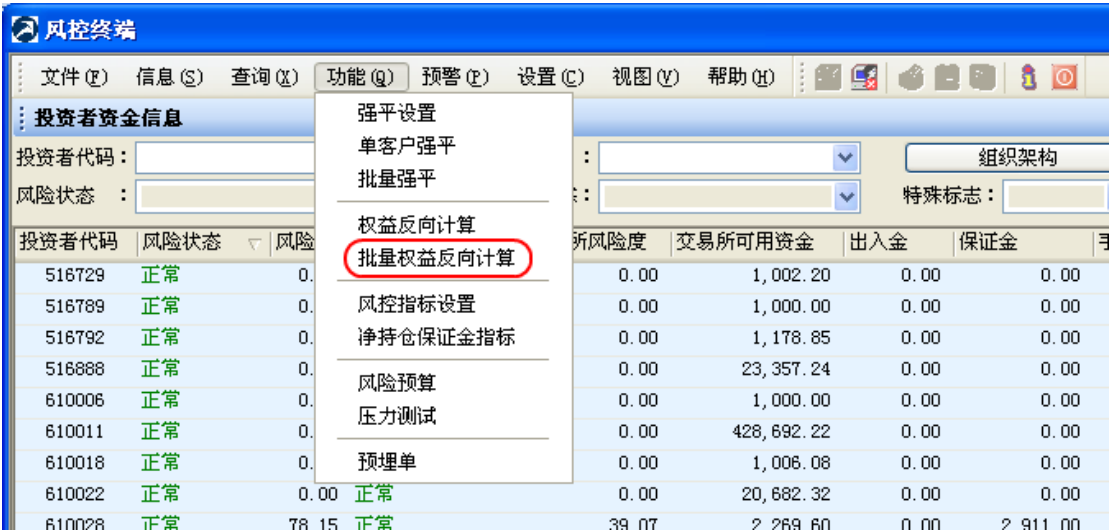 风控终端
文件(F) 信息(S) 查询(X) 功能(Q) 预警(P) 设置(C) 视图(V) 帮助(H)
投资者资金信息
投资者代码： ： 组织架构
风险状态 ： ： 特殊标志：
强平设置
单客户强平
批量强平
权益反向计算
批量权益反向计算
风控指标设置
净持仓保证金指标
风险预算
压力测试
预埋单
投资者代码 风险状态 风险 所风险度 交易所可用资金 出入金 保证金
516729 正常 0. 0.00 1,002.20 0.00 0.00
516789 正常 0. 0.00 1,000.00 0.00 0.00
516792 正常 0. 0.00 1,178.85 0.00 0.00
516888 正常 0. 0.00 23,357.24 0.00 0.00
610006 正常 0. 0.00 1,000.00 0.00 0.00
610011 正常 0. 0.00 428,692.22 0.00 0.00
610018 正常 0. 0.00 1,006.08 0.00 0.00
610022 正常 0.00 正常 0.00 20,682.32 0.00 0.00
610028 正常 78.15 正常 39.07 2,269.60 0.00 2,911.00